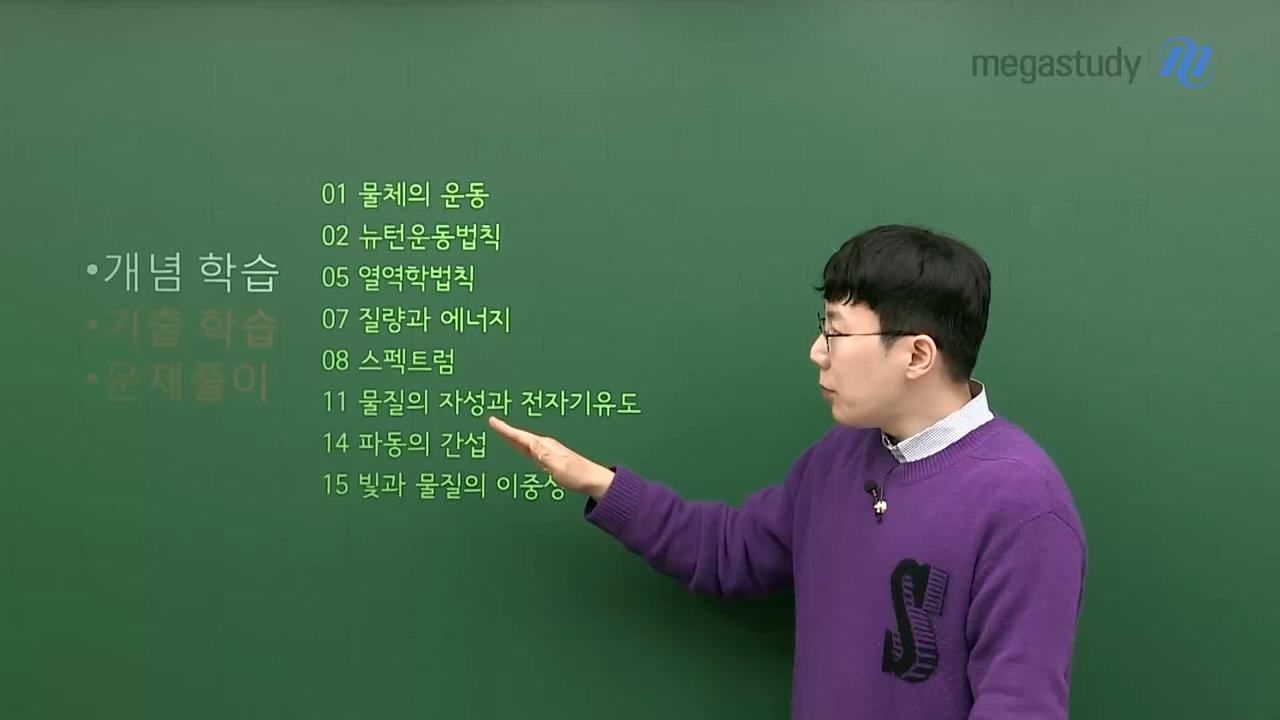 megastudy
01 물체의 운동
02 뉴턴운동법칙
•개념 학습
05 열역학법칙
•기출 학습
07 질량과 에너지
08 스펙트럼
•문제풀이
11 물질의 자성과 전자기유도
14 파동의 간섭
15 빛과 물질의 이중성
S